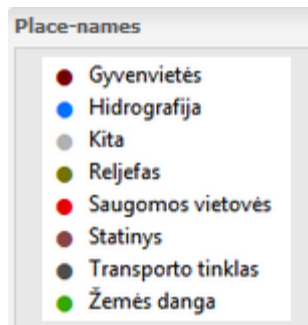 Place-names
Gyvenvietės
Hidrografija
Kita
Reljefas
Saugomos vietovės
Statinys
Transporto tinklas
Žemės danga